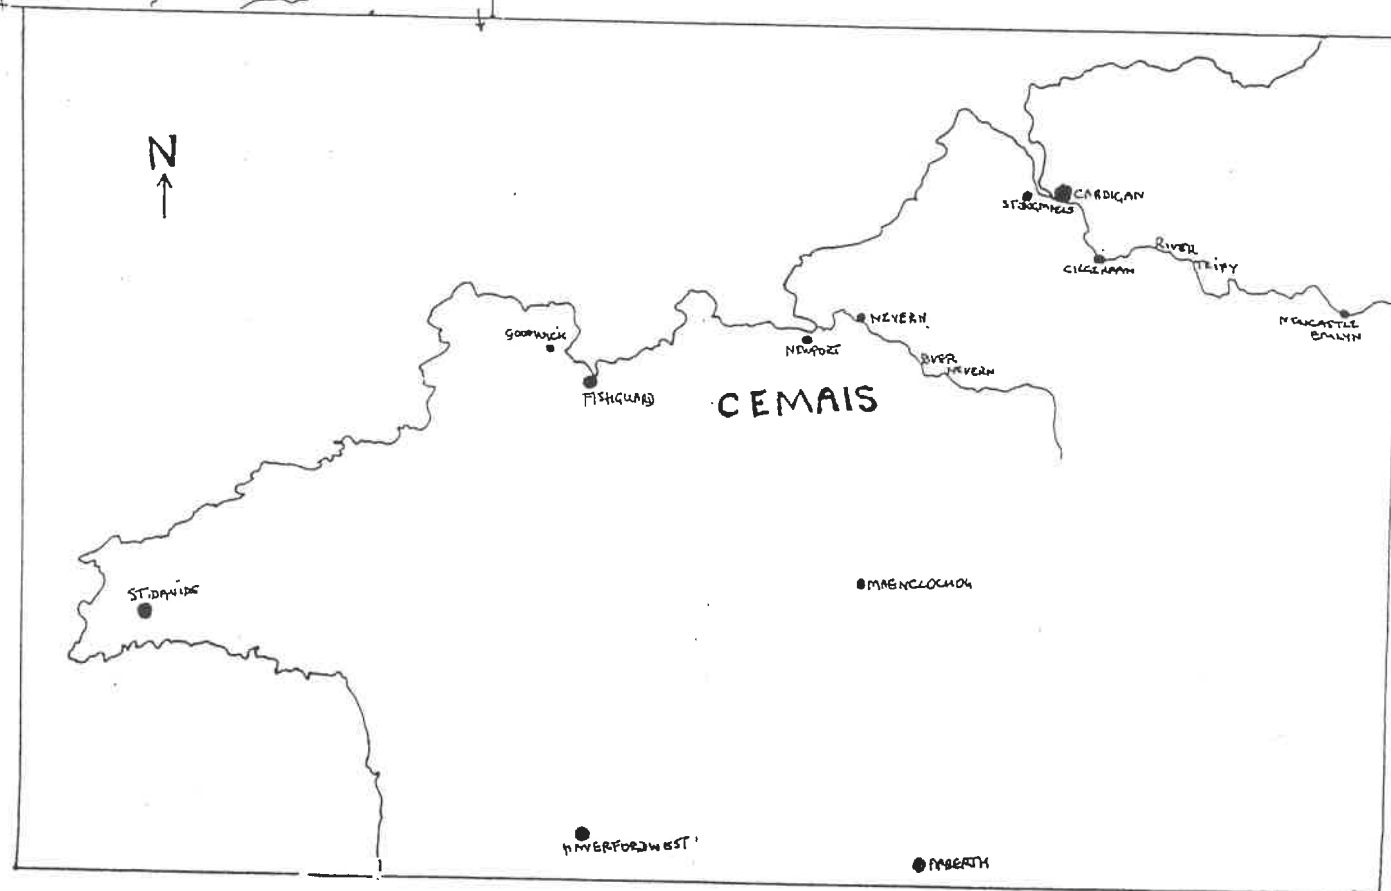 N
CARDIGAN
ST DOGMAELS
CILGERRAN
RIVER
TEIFY
NEWCASTLE
EMLYN
NEVERN
NEWPORT
RIVER
NEVERN
GOODWICK
FISHGUARD
CEMAIS
MAENCLOCHOG
ST.DAVIDS
HAVERFORDWEST
NARBERTH